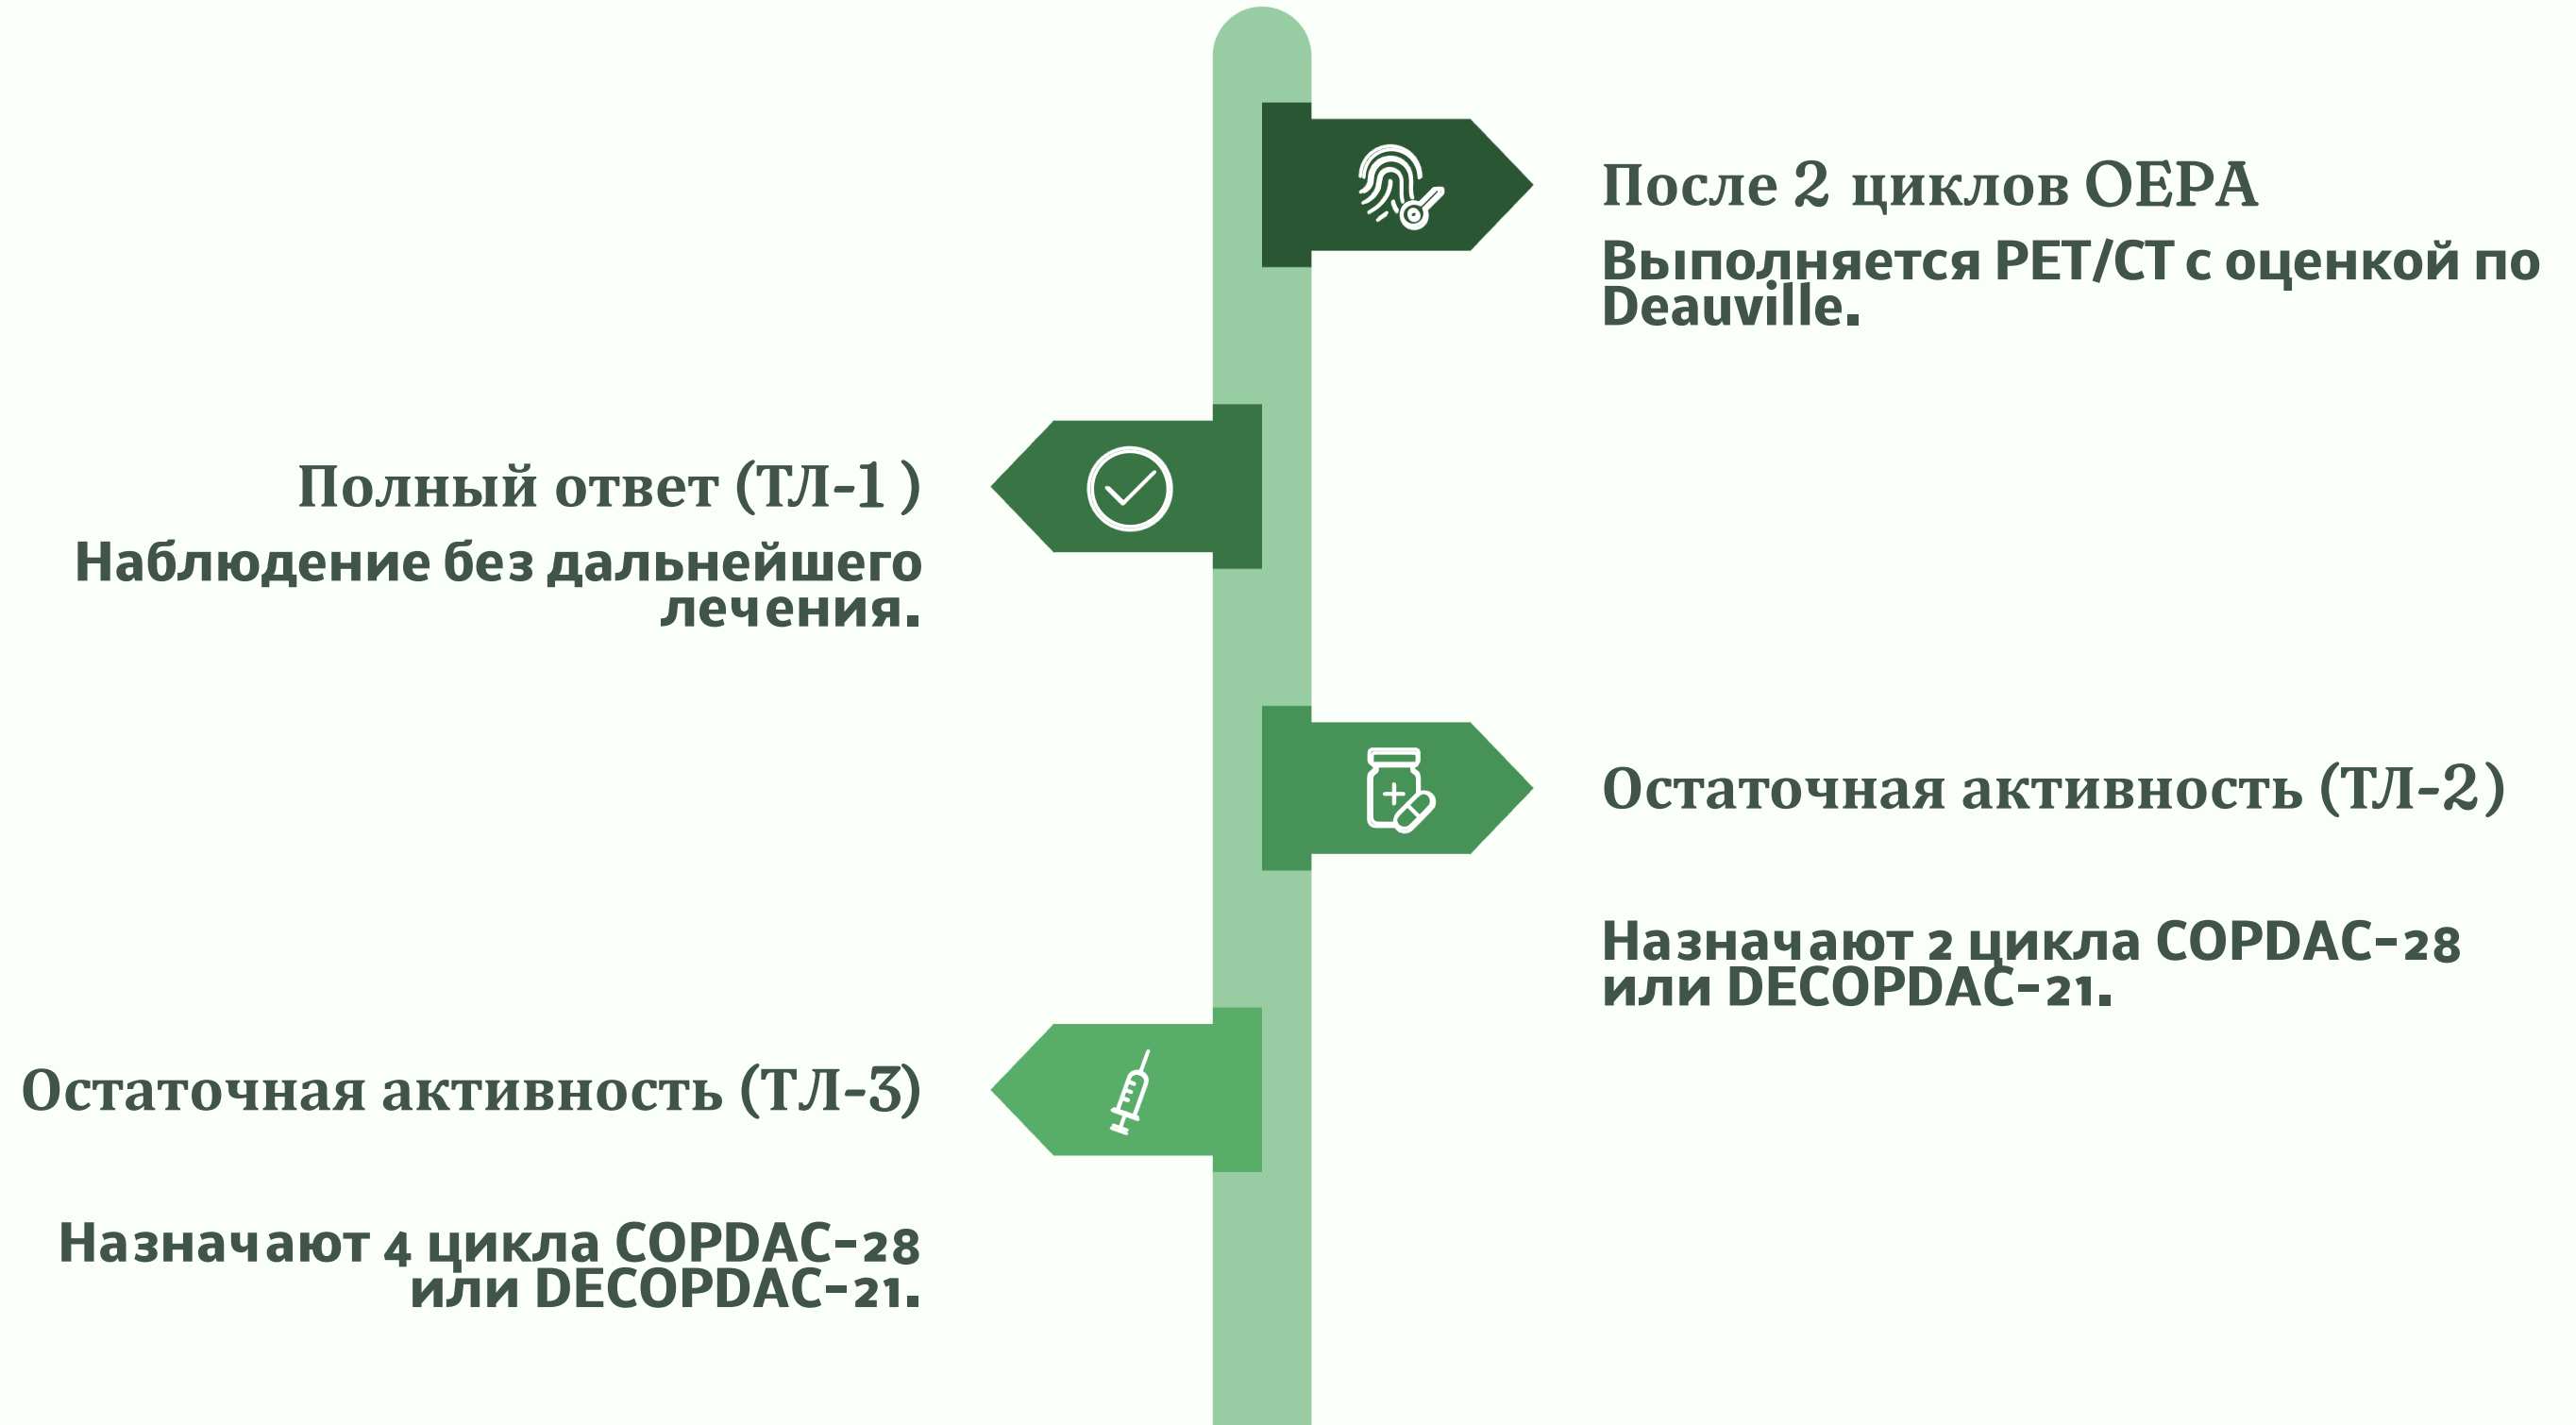 После 2 циклов OEPA
Выполняется PET/CT с оценкой по
Deauville.
Полный ответ (ТЛ-1 )
Наблюдение без дальнейшего
лечения.
Остаточная активность (ТЛ-2)
Назначают 2 цикла COPDAC-28
или DECOPDAC-21.
Остаточная активность (ТЛ-3)
Назначают 4 цикла COPDAC-28
или DECOPDAC-21.